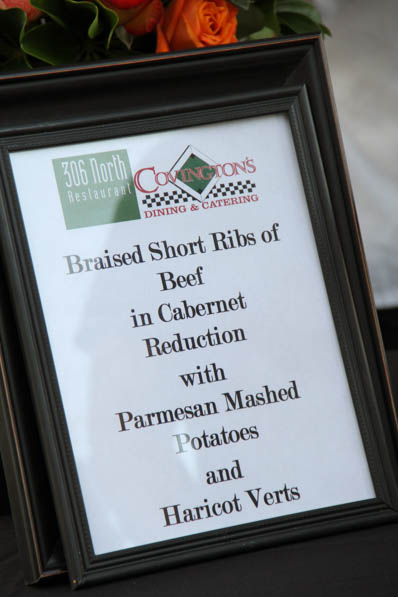 306 North
Restaurant
COVINGTON'S
DINING & CATERING
Braised Short Ribs of
Beef
in Cabernet
Reduction
with
Parmesan Mashed
Potatoes
and
Haricot Verts